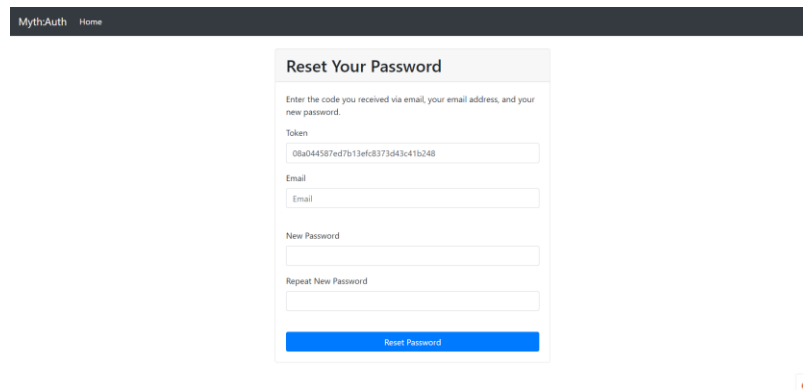 Myth:Auth Home
Reset Your Password
Enter the code you received via email, your email address, and your
new password.
Token
08a044587ed7b13efc8373d43c41b248
Email
Email
New Password
Repeat New Password
Reset Password